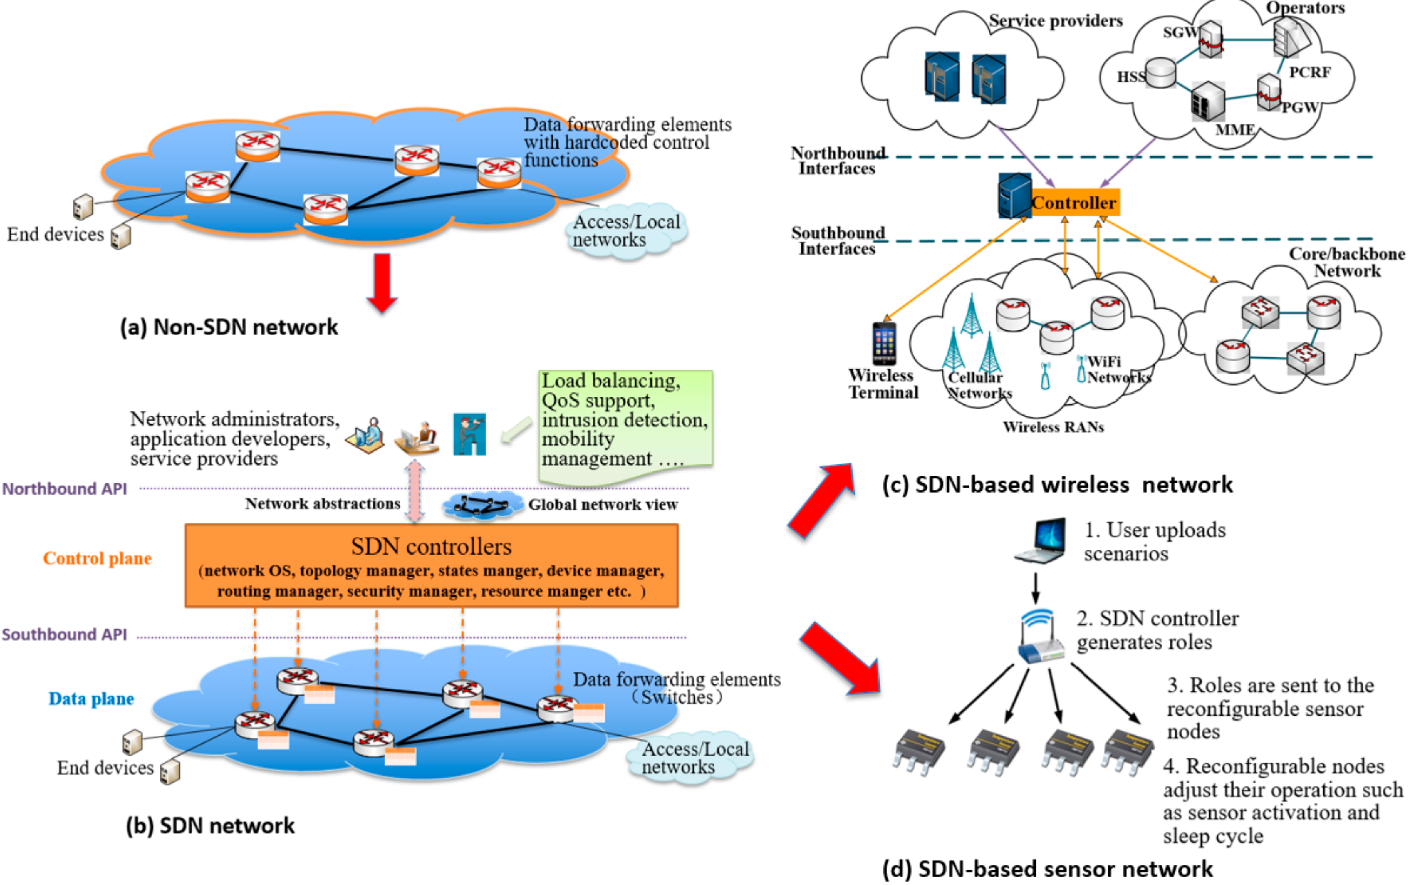 Data forwarding elements
with hardcoded control
functions
End devices
Access/Local
networks
(a) Non-SDN network
Network administrators,
application developers,
service providers
Load balancing,
QoS support,
intrusion detection,
mobility
management ….
Northbound API
Network abstractions
Global network view
Control plane
SDN controllers
(network OS, topology manager, states manger, device manager,
routing manager, security manager, resource manger etc. )
Southbound API
Data plane
Data forwarding elements
(Switches)
End devices
Access/Local
networks
(b) SDN network
Service providers
Operators
SGW
HSS
PCRF
PGW
MME
Northbound
Interfaces
Controller
Southbound
Interfaces
Core/backbone
Network
Wireless
Terminal
Cellular
Networks
WiFi
Networks
Wireless RANs
(c) SDN-based wireless network
1. User uploads
scenarios
2. SDN controller
generates roles
3. Roles are sent to the
reconfigurable sensor
nodes
4. Reconfigurable nodes
adjust their operation such
as sensor activation and
sleep cycle
(d) SDN-based sensor network